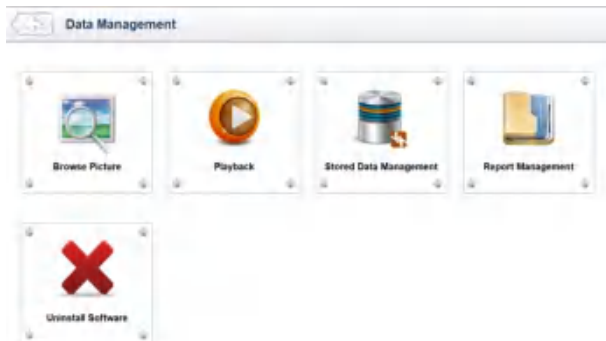 Data Management
Browse Picture
Playback
Stored Data Management
Report Management
Uninstall Software